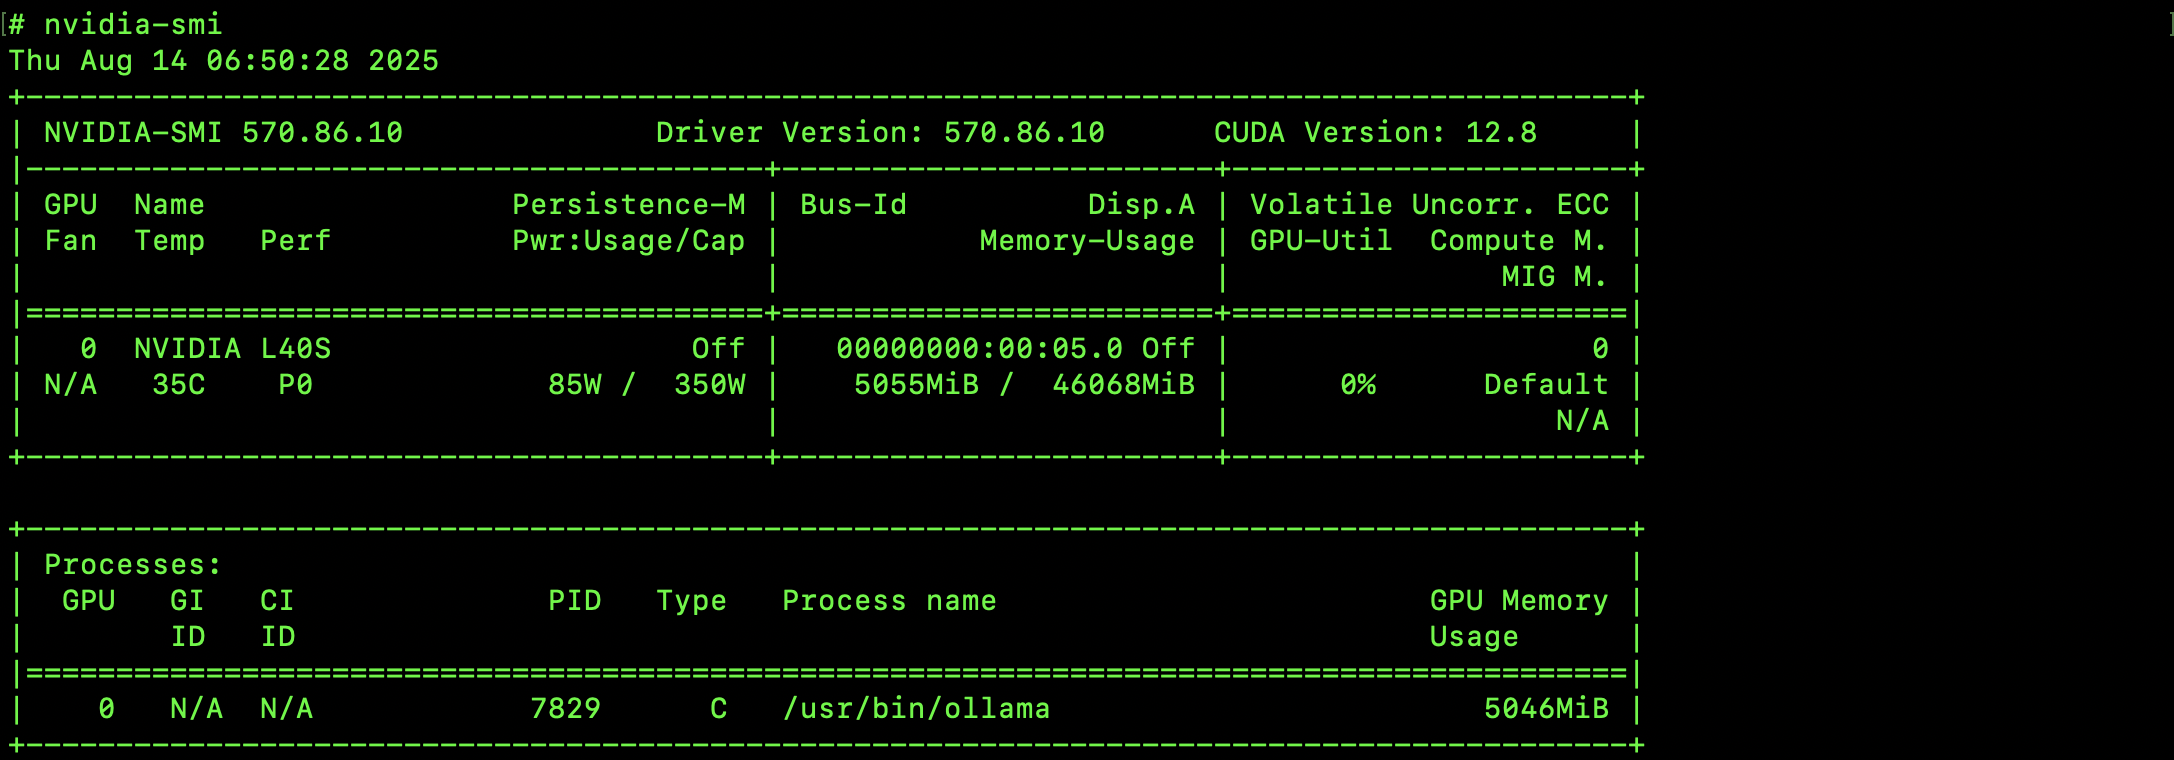 [# nvidia-smi ]
Thu Aug 14 06:50:28 2025
+-----------------------------------------------------------------------------------------+
| NVIDIA-SMI 570.86.10              Driver Version: 570.86.10      CUDA Version: 12.8     |
|-----------------------------------------+------------------------+----------------------+
| GPU  Name                 Persistence-M | Bus-Id          Disp.A | Volatile Uncorr. ECC |
| Fan  Temp   Perf          Pwr:Usage/Cap |           Memory-Usage | GPU-Util  Compute M. |
|                                         |                        |               MIG M. |
|=========================================+========================+======================|
|   0  NVIDIA L40S                    Off |   00000000:00:05.0 Off |                    0 |
| N/A   35C    P0              85W /  350W |    5055MiB /  46068MiB |      0%      Default |
|                                         |                        |                  N/A |
+-----------------------------------------+------------------------+----------------------+
+-----------------------------------------------------------------------------------------+
| Processes:                                                                              |
|  GPU   GI   CI              PID   Type   Process name                        GPU Memory |
|        ID   ID                                                               Usage      |
|=========================================================================================|
|    0   N/A  N/A            7829      C   /usr/bin/ollama                        5046MiB |
+-----------------------------------------------------------------------------------------+